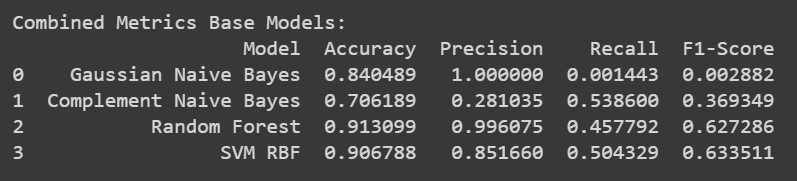 Combined Metrics Base Models:
Model Accuracy Precision Recall F1-Score
0 Gaussian Naive Bayes 0.840489 1.000000 0.001443 0.002882
1 Complement Naive Bayes 0.706189 0.281035 0.538600 0.369349
2 Random Forest 0.913099 0.996075 0.457792 0.627286
3 SVM RBF 0.906788 0.851660 0.504329 0.633511